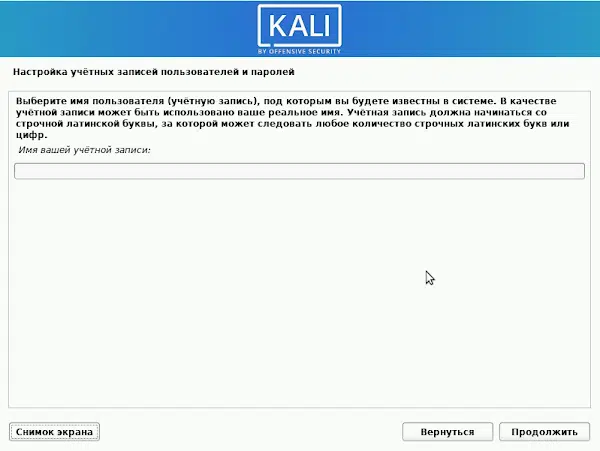 KALI
BY OFFENSIVE SECURITY
Настройка учётных записей пользователей и паролей
Выберите имя пользователя (учётную запись), под которым вы будете известны в системе. В качестве
учётной записи может быть использовано ваше реальное имя. Учётная запись должна начинаться со
строчной латинской буквы, за которой может следовать любое количество строчных латинских букв или
цифр.
Имя вашей учётной записи:
Снимок экрана
Вернуться
Продолжить